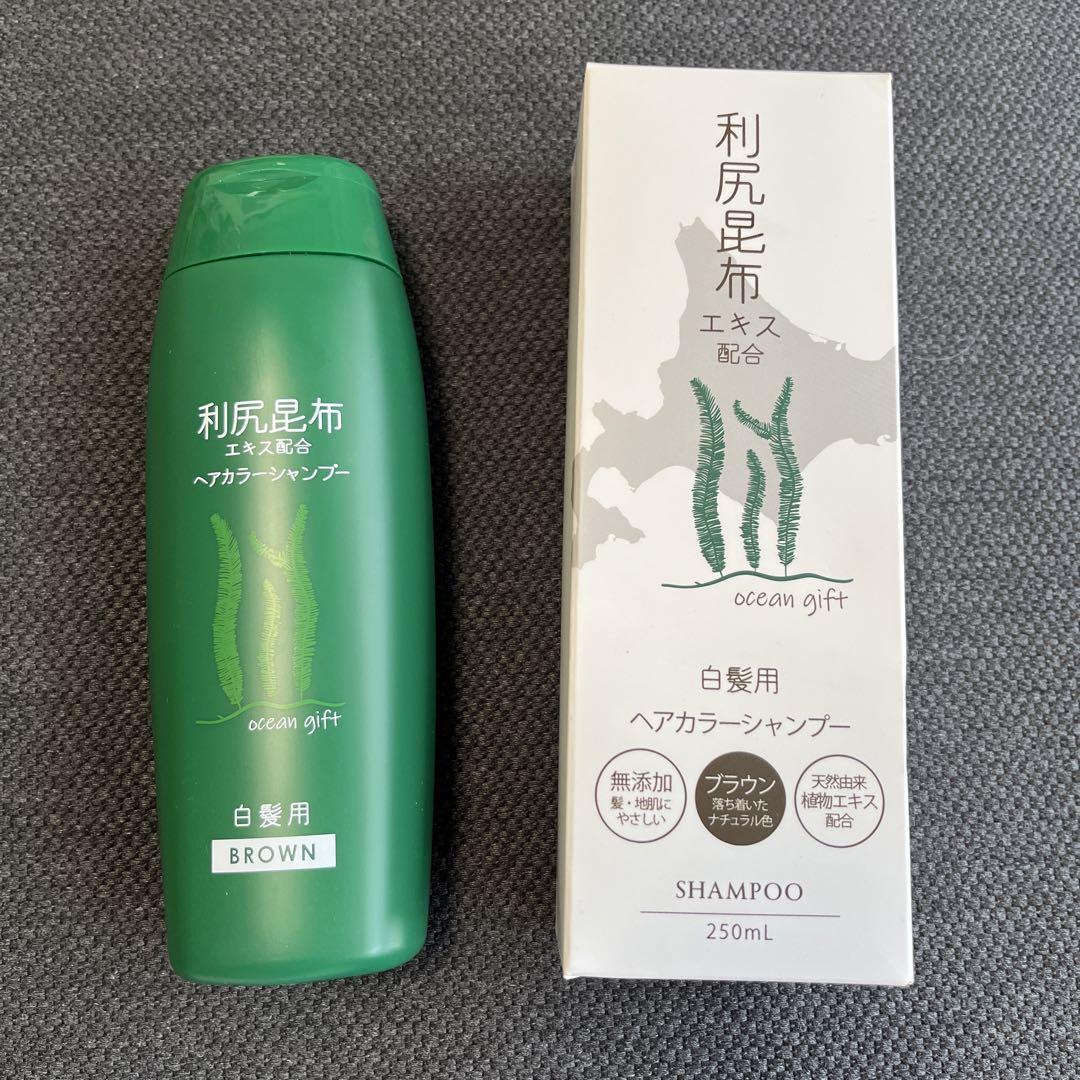 利尻昆布
エキス配合
ヘアカラーシャンプー
ocean gift
白髪用
BROWN
利尻昆布
エキス
配合
ocean gift
白髪用
ヘアカラーシャンプー
無添加
髪・地肌に
やさしい
ブラウン
落ち着いた
ナチュラル色
天然由来
植物エキス
配合
SHAMPOO
250mL